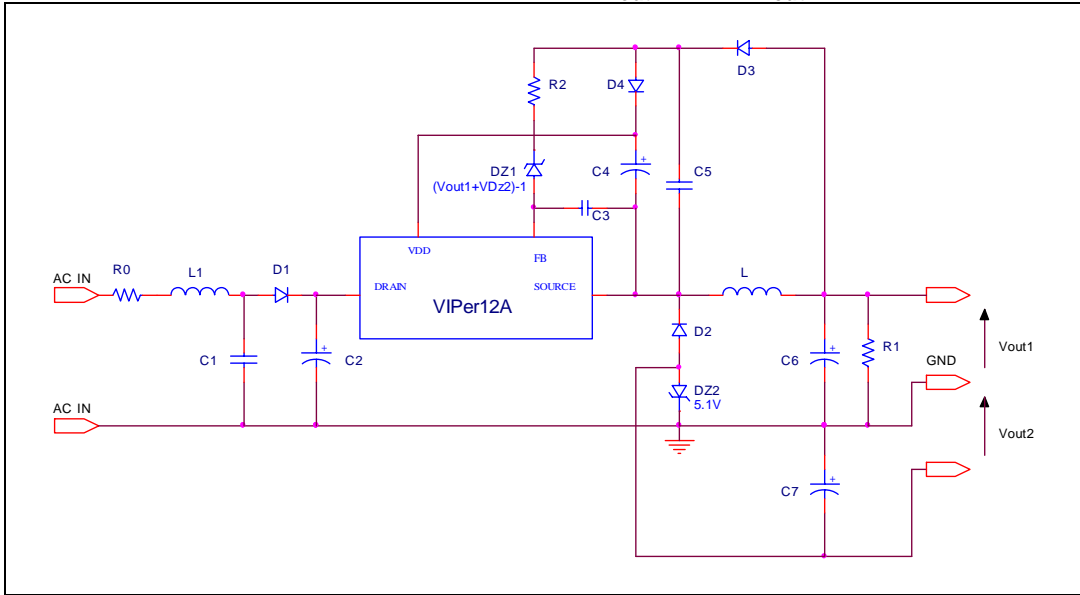 D3
R2
D4
DZ1
(Vout1+VDz2)-1
C4
C5
C3
VDD
FB
AC IN
R0
L1
D1
DRAIN
SOURCE
VIPer12A
L
D2
C1
C2
C6
R1
Vout1
GND
DZ2
5.1V
AC IN
Vout2
C7